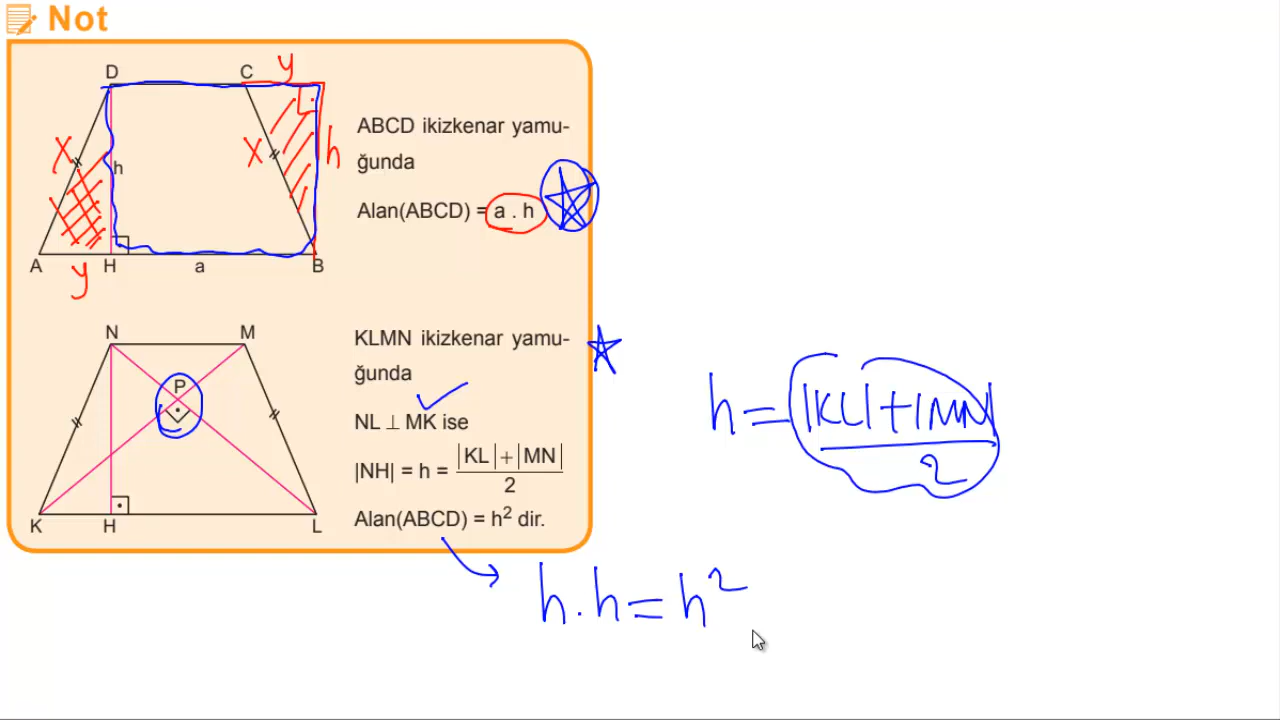 Not
D C y
x h x h
A y H a B
ABCD ikizkenar yamu-
ğunda
Alan(ABCD) = a . h
N M
P
K H L
KLMN ikizkenar yamu-
ğunda
NL ⊥ MK ise
|NH| = h = |KL| + |MN| / 2
Alan(ABCD) = h² dir.
h = |KL| + |MN| / 2
h . h = h²